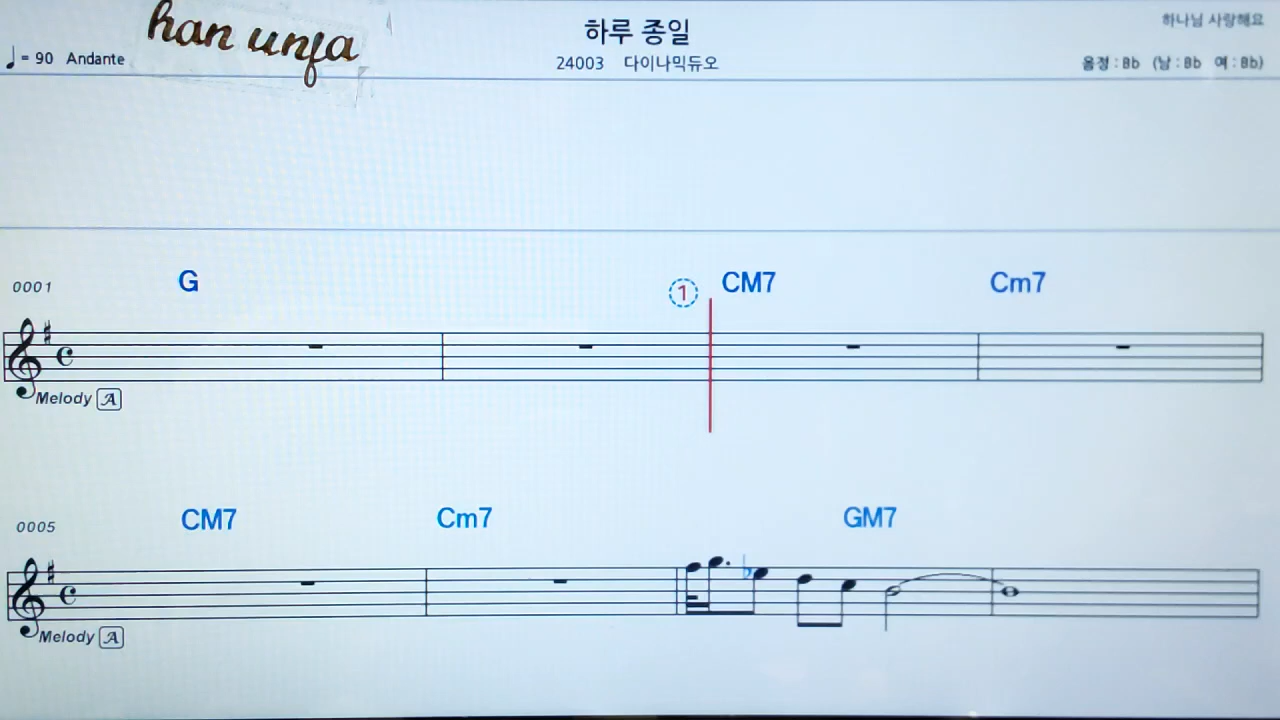 han unfa
하루 종일
하나님 사랑해요
♩= 90 Andante
24003 다이나믹듀오
음정 : Bb (남 : Bb 여 : Bb)
0001 G ① CM7 Cm7
Melody A
0005 CM7 Cm7 GM7
Melody A